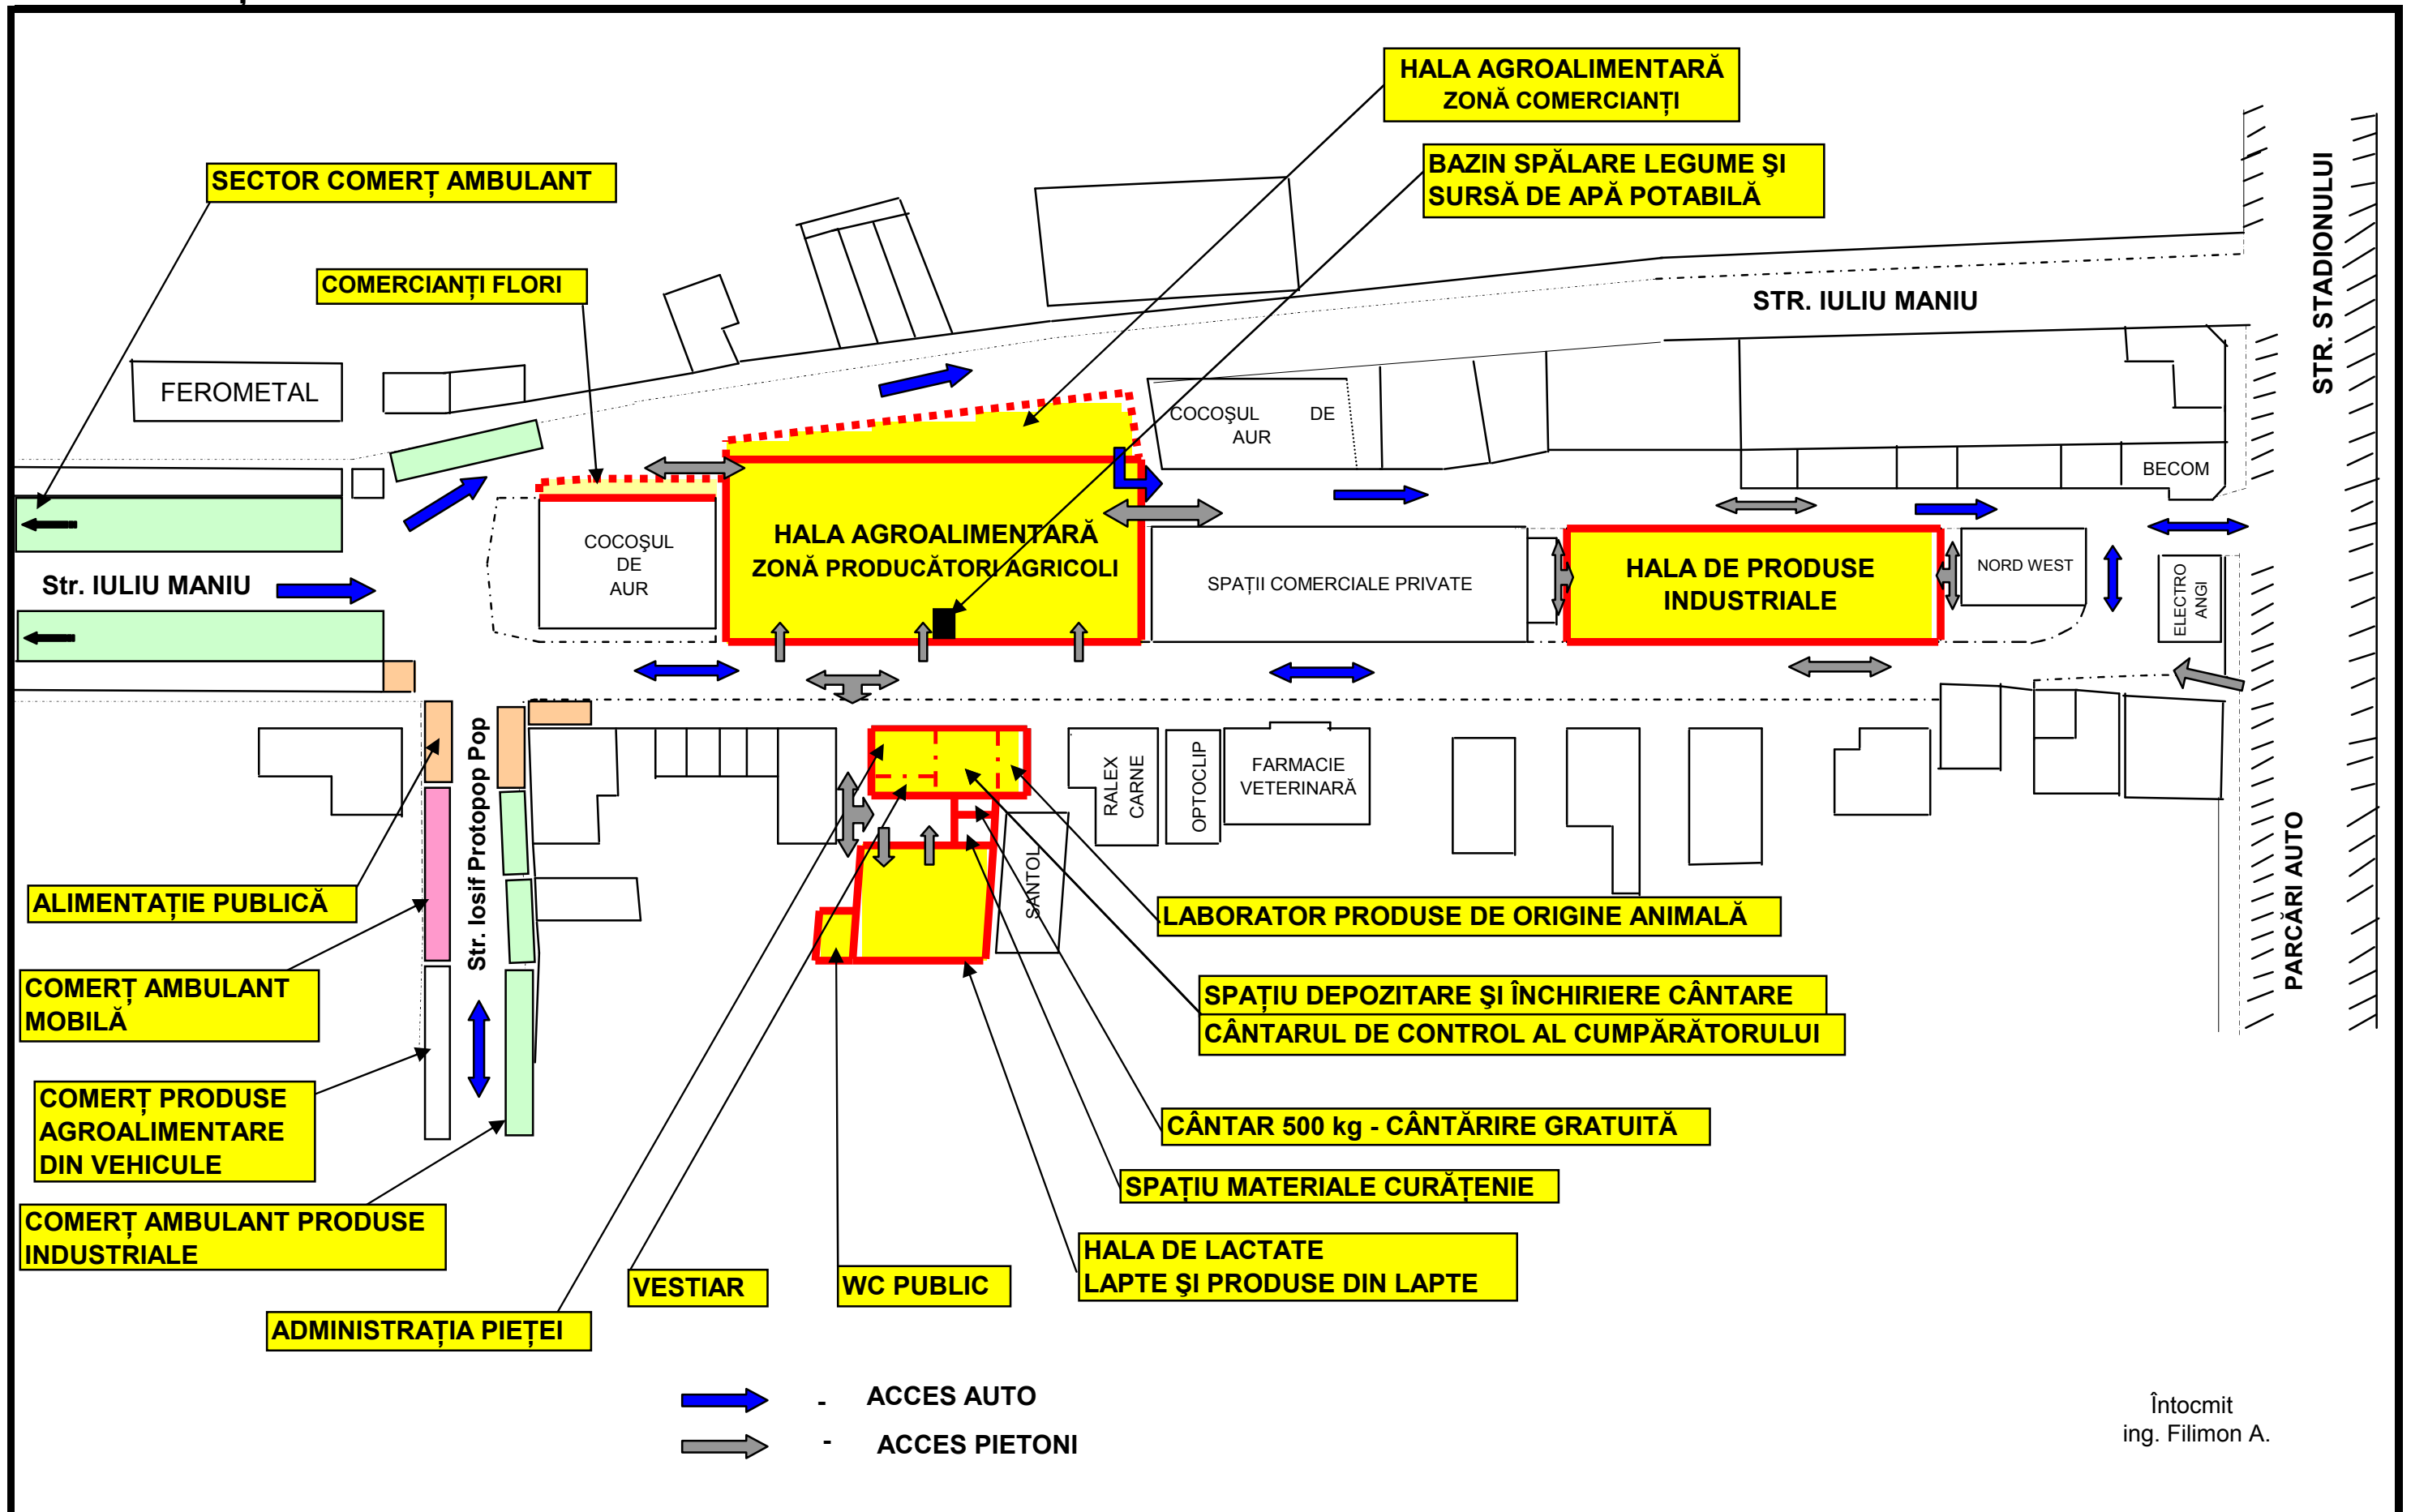 HALA AGROALIMENTARĂ
ZONĂ COMERCIANȚI
BAZIN SPĂLARE LEGUME ŞI
SURSĂ DE APĂ POTABILĂ
SECTOR COMERȚ AMBULANT
COMERCIANȚI FLORI
STR. STADIONULUI
STR. IULIU MANIU
FEROMETAL
COCOŞUL DE
AUR
BECOM
COCOŞUL
DE
AUR
HALA AGROALIMENTARĂ
ZONĂ PRODUCĂTORI AGRICOLI
SPAȚII COMERCIALE PRIVATE
HALA DE PRODUSE
INDUSTRIALE
NORD WEST
ELECTRO
ANGI
Str. IULIU MANIU
Str. Iosif Protopop Pop
RALEX
CARNE
OPTOCLIP
FARMACIE
VETERINARĂ
SANTOL
PARCĂRI AUTO
ALIMENTAȚIE PUBLICĂ
LABORATOR PRODUSE DE ORIGINE ANIMALĂ
COMERȚ AMBULANT
MOBILĂ
SPAȚIU DEPOZITARE ŞI ÎNCHIRIERE CÂNTARE
CÂNTARUL DE CONTROL AL CUMPĂRĂTORULUI
COMERȚ PRODUSE
AGROALIMENTARE
DIN VEHICULE
CÂNTAR 500 kg - CÂNTĂRIRE GRATUITĂ
SPAȚIU MATERIALE CURĂȚENIE
COMERȚ AMBULANT PRODUSE
INDUSTRIALE
HALA DE LACTATE
LAPTE ŞI PRODUSE DIN LAPTE
VESTIAR
WC PUBLIC
ADMINISTRAȚIA PIEȚEI
- ACCES AUTO
- ACCES PIETONI
Întocmit
ing. Filimon A.